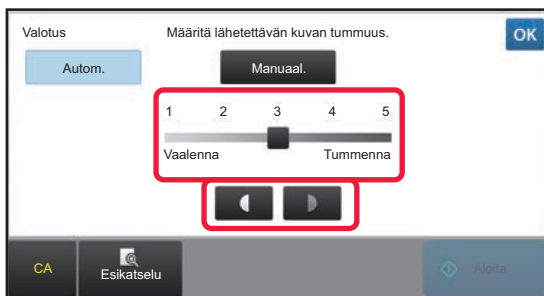 Valotus
Määritä lähetettävän kuvan tummuus.
OK
Autom.
Manuaal.
1 2 3 4 5
Vaalenna
Tummenna
CA
Esikatselu
Aloita